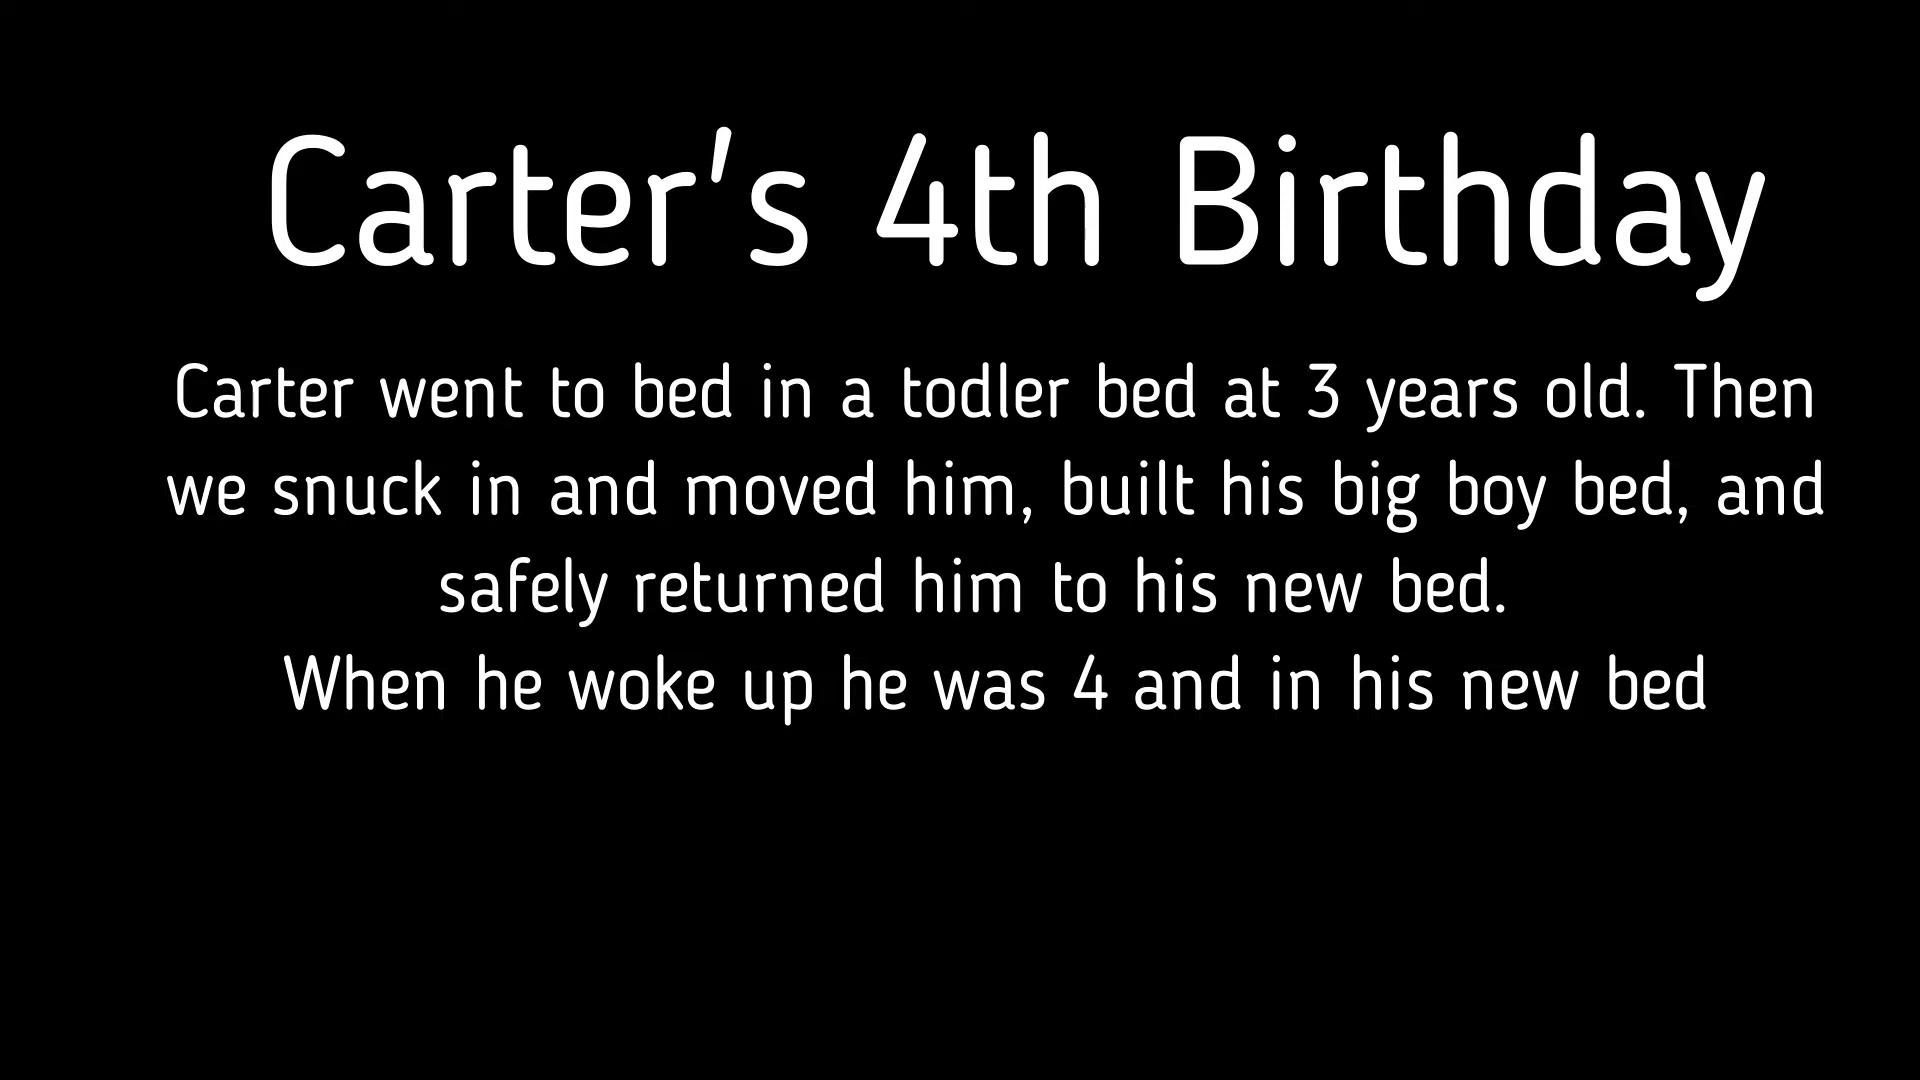 Carter's 4th Birthday
Carter went to bed in a todler bed at 3 years old. Then
we snuck in and moved him, built his big boy bed, and
safely returned him to his new bed.
When he woke up he was 4 and in his new bed